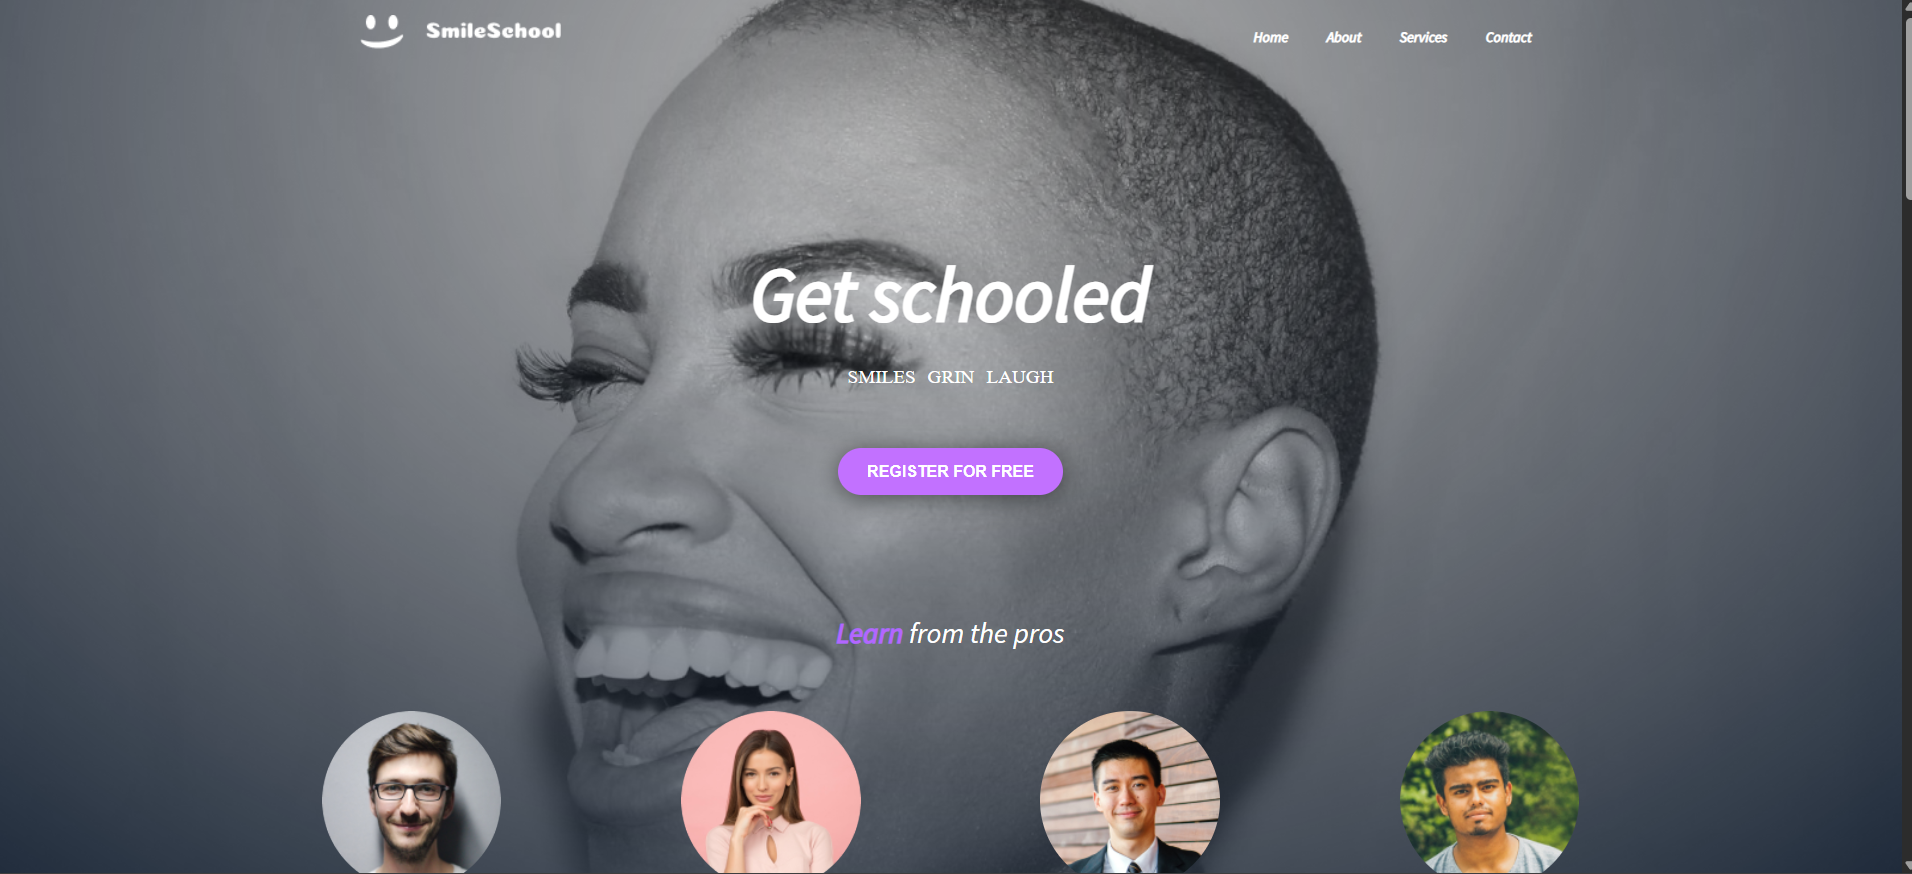 SmileSchool
Home About Services Contact
Get schooled
SMILES GRIN LAUGH
REGISTER FOR FREE
Learn from the pros